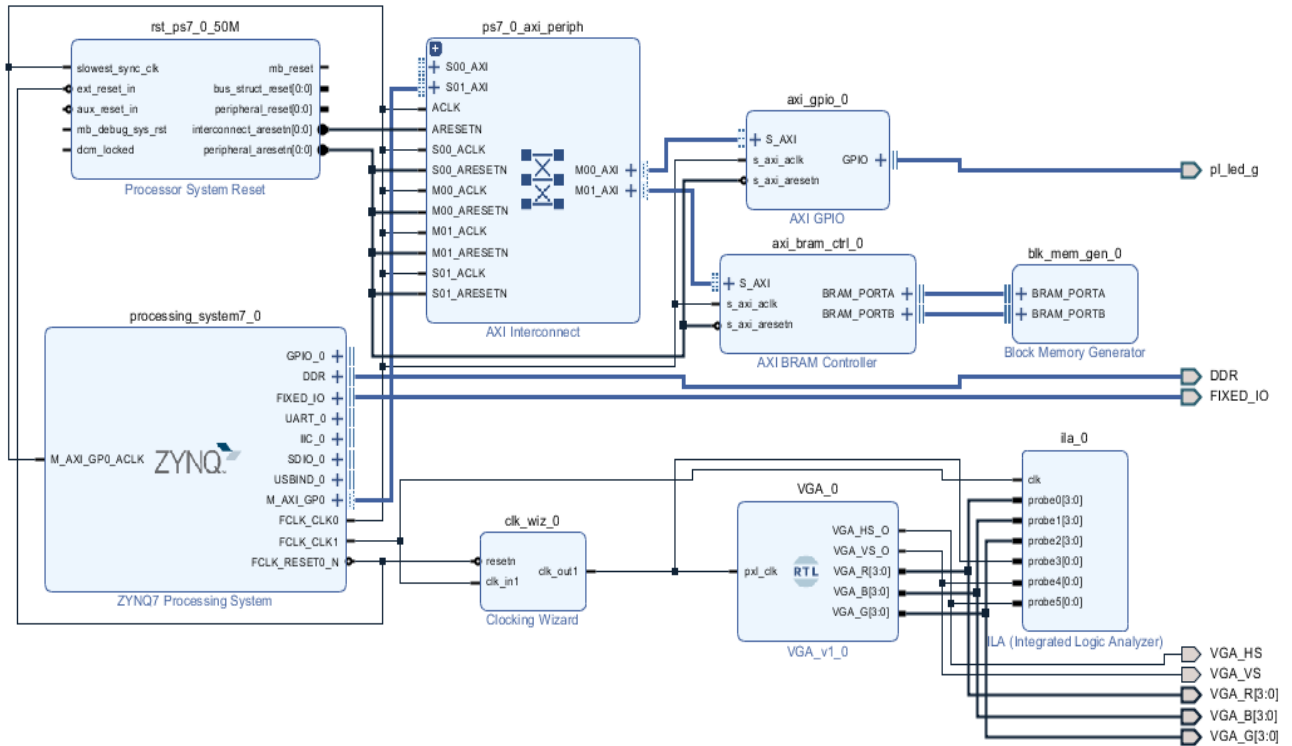 rst_ps7_0_50M
slowest_sync_clk
ext_reset_in
aux_reset_in
mb_debug_sys_rst
dcm_locked
mb_reset
bus_struct_reset[0:0]
peripheral_reset[0:0]
interconnect_aresetn[0:0]
peripheral_aresetn[0:0]
Processor System Reset
ps7_0_axi_periph
S00_AXI
S01_AXI
ACLK
ARESETN
S00_ACLK
S00_ARESETN
M00_ACLK
M00_ARESETN
M01_ACLK
M01_ARESETN
S01_ACLK
S01_ARESETN
M00_AXI
M01_AXI
AXI Interconnect
axi_gpio_0
S_AXI
s_axi_aclk
s_axi_aresetn
GPIO
AXI GPIO
pl_led_g
axi_bram_ctrl_0
S_AXI
s_axi_aclk
s_axi_aresetn
BRAM_PORTA
BRAM_PORTB
AXI BRAM Controller
blk_mem_gen_0
BRAM_PORTA
BRAM_PORTB
Block Memory Generator
processing_system7_0
M_AXI_GP0_ACLK
ZYNQ
GPIO_0
DDR
FIXED_IO
UART_0
IIC_0
SDIO_0
USBIND_0
M_AXI_GP0
FCLK_CLK0
FCLK_CLK1
FCLK_RESET0_N
ZYNQ7 Processing System
DDR
FIXED_IO
clk_wiz_0
resetn
clk_in1
clk_out1
Clocking Wizard
VGA_0
pxl_clk
RTL
VGA_HS_O
VGA_VS_O
VGA_R[3:0]
VGA_B[3:0]
VGA_G[3:0]
VGA_v1_0
ila_0
clk
probe0[3:0]
probe1[3:0]
probe2[3:0]
probe3[0:0]
probe4[0:0]
probe5[0:0]
ILA (Integrated Logic Analyzer)
VGA_HS
VGA_VS
VGA_R[3:0]
VGA_B[3:0]
VGA_G[3:0]